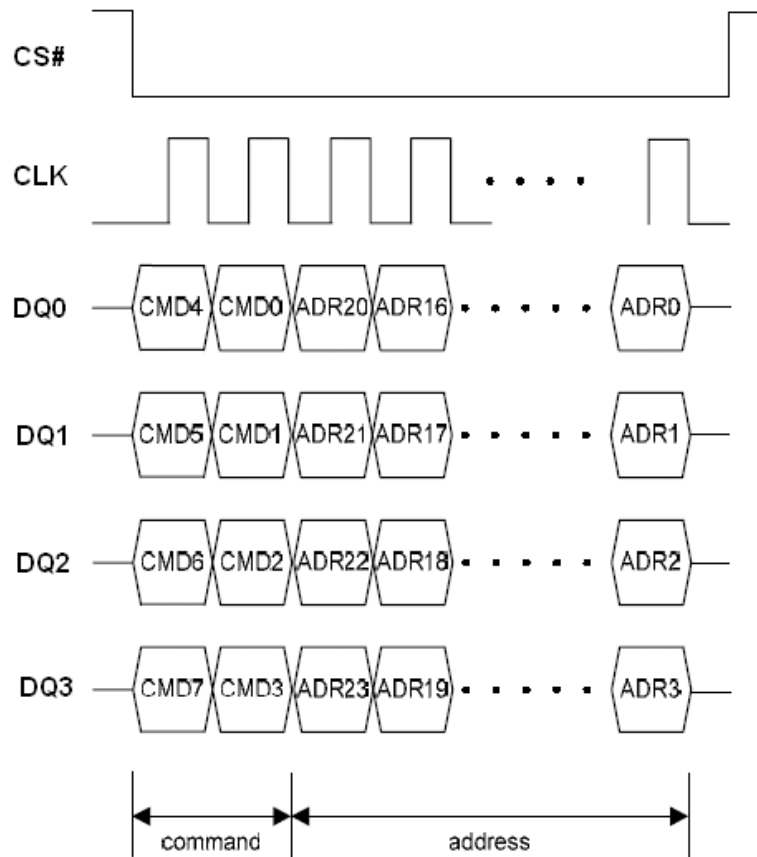 CS#
CLK
DQ0 CMD4 CMD0 ADR20 ADR16 ADR0
DQ1 CMD5 CMD1 ADR21 ADR17 ADR1
DQ2 CMD6 CMD2 ADR22 ADR18 ADR2
DQ3 CMD7 CMD3 ADR23 ADR19 ADR3
command address